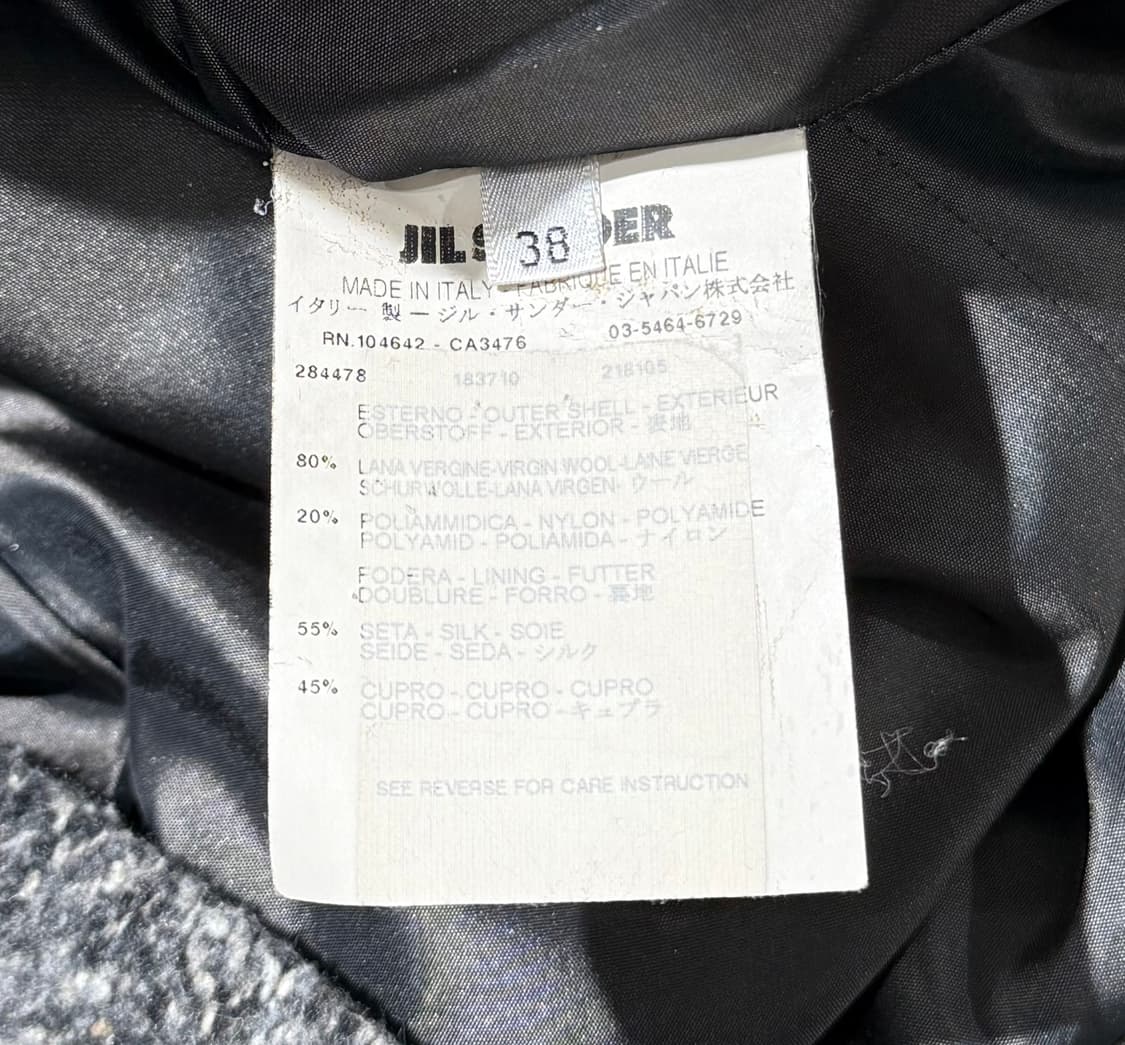 JIL S DER
38
MADE IN ITALY - FABRIQUE EN ITALIE
イタリー 製 ー ジル・サンダー・ジャパン株式会社
RN.104642 - CA3476 03-5464-6729
284478 183710 218105
ESTERNO - OUTER SHELL - EXTERIEUR
OBERSTOFF - EXTERIOR - 表地
80% LANA VERGINE-VIRGIN WOOL-LAINE VIERGE
SCHURWOLLE-LANA VIRGEN- ウール
20% POLIAMMIDICA - NYLON - POLYAMIDE
POLYAMID - POLIAMIDA - ナイロン
FODERA - LINING - FUTTER
DOUBLURE - FORRO - 裏地
55% SETA - SILK - SOIE
SEIDE - SEDA - シルク
45% CUPRO - CUPRO - CUPRO
CUPRO - CUPRO - キュプラ
SEE REVERSE FOR CARE INSTRUCTION